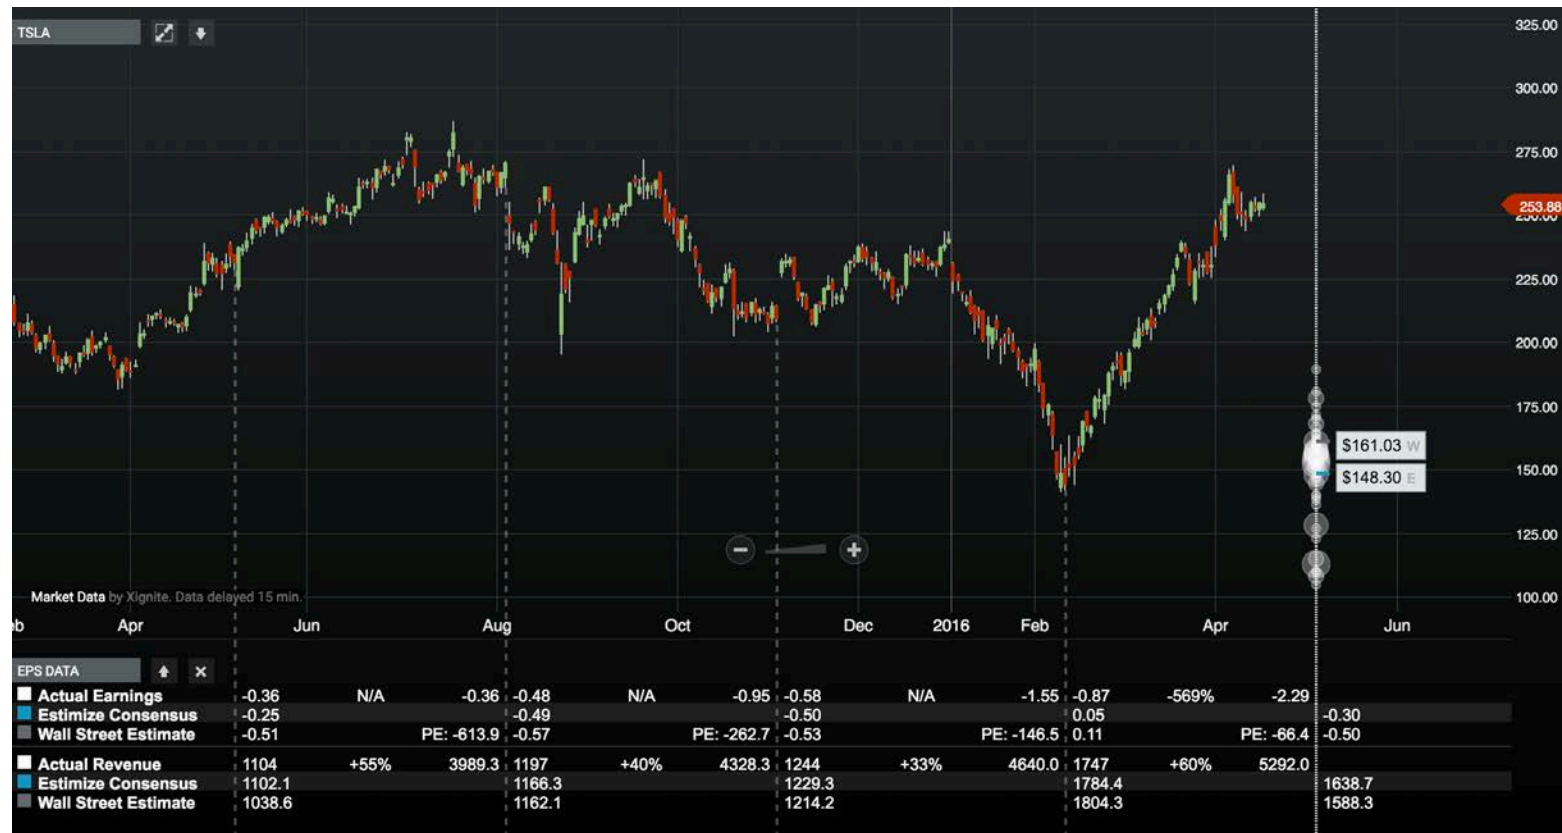 TSLA
325.00
300.00
275.00
253.88
250.00
225.00
200.00
175.00
$161.03 W
150.00
$148.30 E
125.00
Market Data by Xignite. Data delayed 15 min.
100.00
Apr Jun Aug Oct Dec 2016 Feb Apr Jun
EPS DATA
Actual Earnings -0.36 N/A -0.36 -0.48 N/A -0.95 -0.58 N/A -1.55 -0.87 -569% -2.29
Estimize Consensus -0.25 -0.49 -0.50 0.05 -0.30
Wall Street Estimate -0.51 PE: -613.9 -0.57 PE: -262.7 -0.53 PE: -146.5 0.11 PE: -66.4 -0.50
Actual Revenue 1104 +55% 3989.3 1197 +40% 4328.3 1244 +33% 4640.0 1747 +60% 5292.0
Estimize Consensus 1102.1 1166.3 1229.3 1784.4 1638.7
Wall Street Estimate 1038.6 1162.1 1214.2 1804.3 1588.3